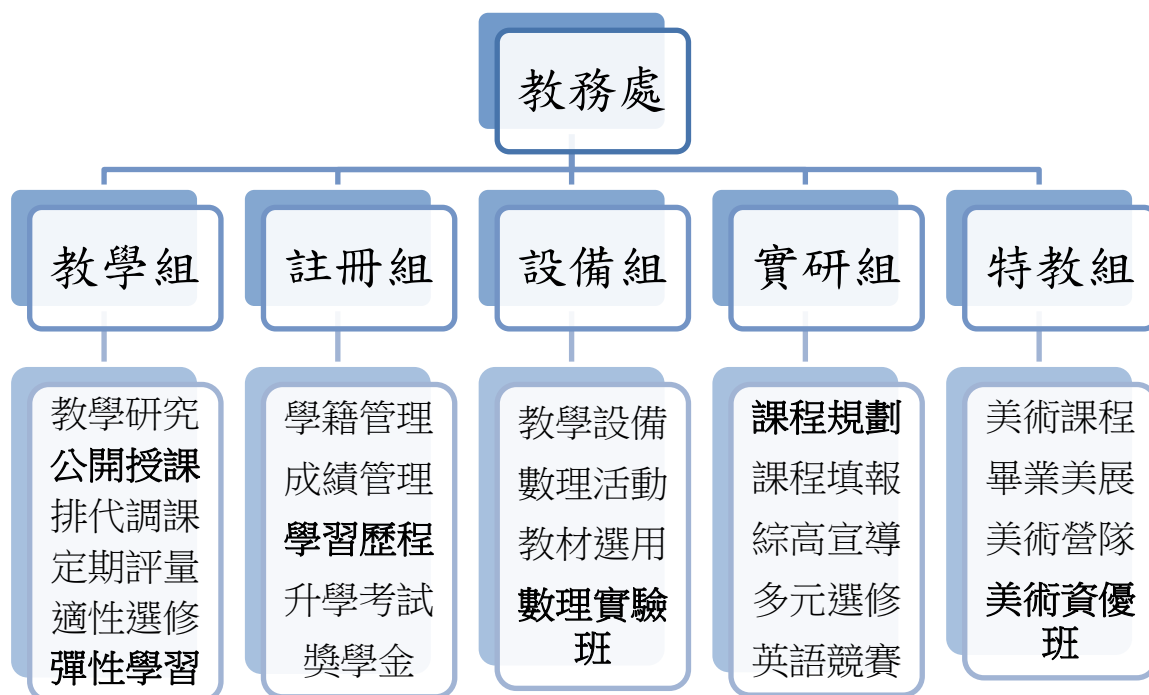 教務處
教學組
註冊組
設備組
實研組
特教組
教學研究
公開授課
排代調課
定期評量
適性選修
彈性學習
學籍管理
成績管理
學習歷程
升學考試
獎學金
教學設備
數理活動
教材選用
數理實驗
班
課程規劃
課程填報
綜高宣導
多元選修
英語競賽
美術課程
畢業美展
美術營隊
美術資優
班